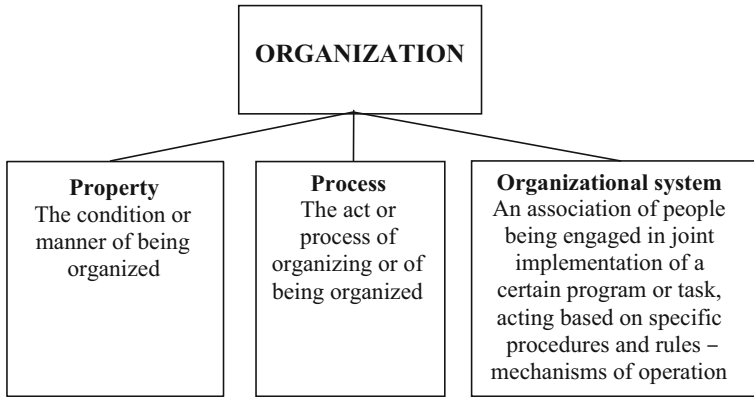 ORGANIZATION
Property
The condition or
manner of being
organized
Process
The act or
process of
organizing or of
being organized
Organizational system
An association of people
being engaged in joint
implementation of a
certain program or task,
acting based on specific
procedures and rules –
mechanisms of operation